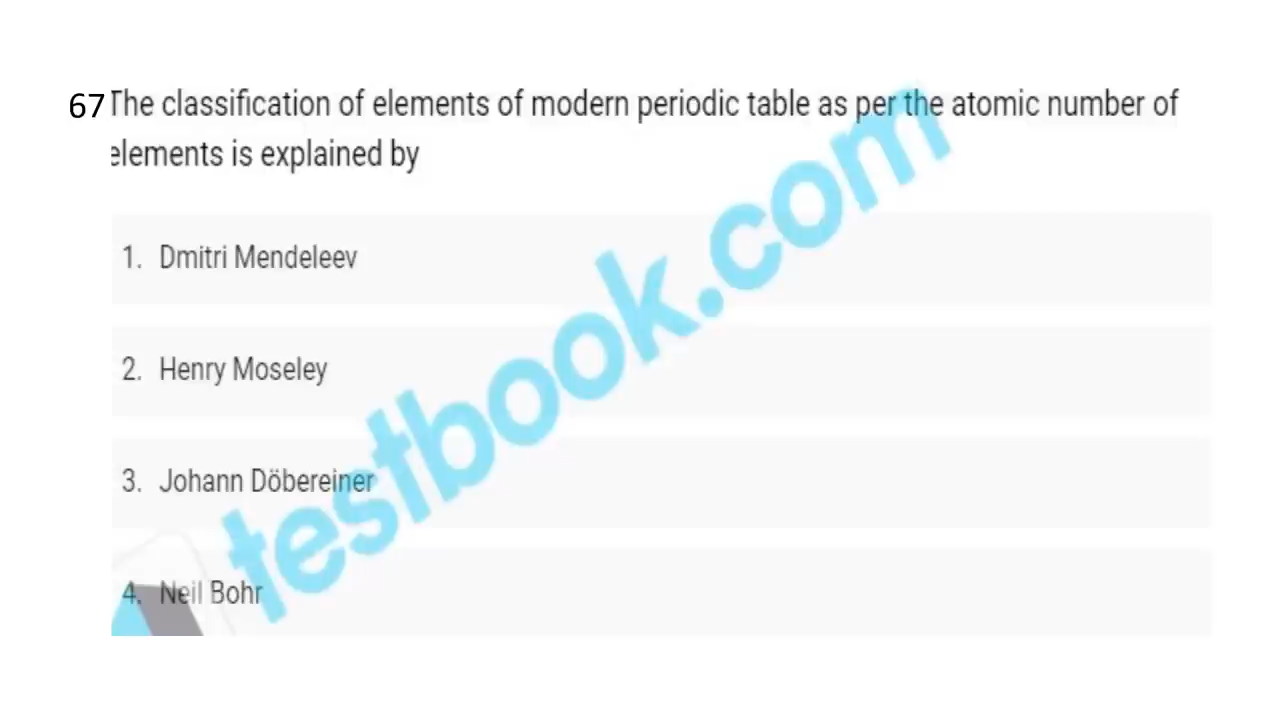 67 The classification of elements of modern periodic table as per the atomic number of
elements is explained by
1. Dmitri Mendeleev
2. Henry Moseley
3. Johann Döbereiner
4. Neil Bohr
testbook.com